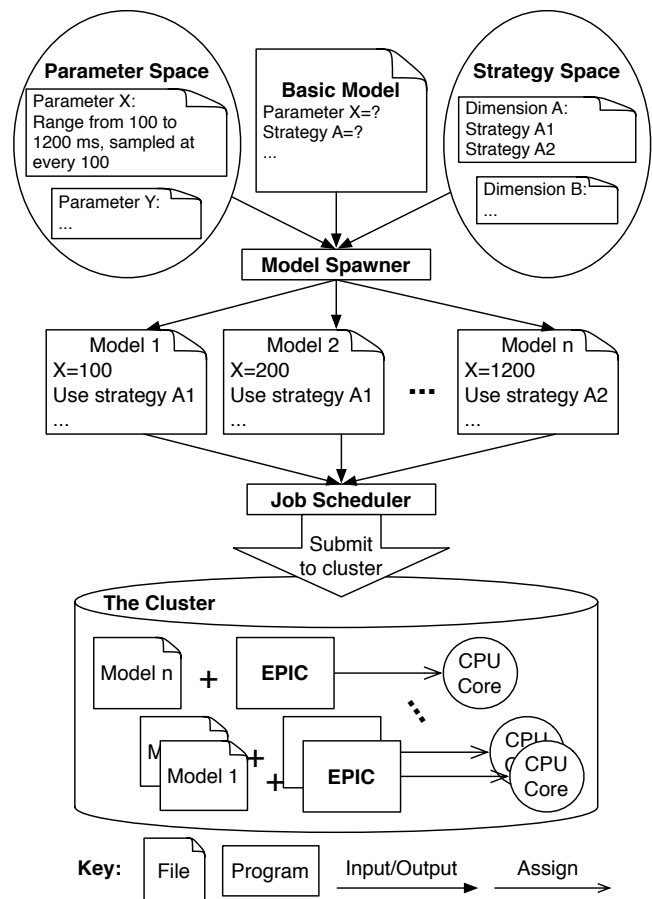 Parameter Space
Parameter X:
Range from 100 to
1200 ms, sampled at
every 100
Parameter Y:
...
Basic Model
Parameter X=?
Strategy A=?
...
Strategy Space
Dimension A:
Strategy A1
Strategy A2
Dimension B:
...
Model Spawner
Model 1
X=100
Use strategy A1
...
Model 2
X=200
Use strategy A1
...
...
Model n
X=1200
Use strategy A2
...
Job Scheduler
Submit
to cluster
The Cluster
Model n
+
EPIC
CPU
Core
...
M
+
CPU
C
Model 1
+
EPIC
CPU
Core
Key:
File
Program
Input/Output
Assign